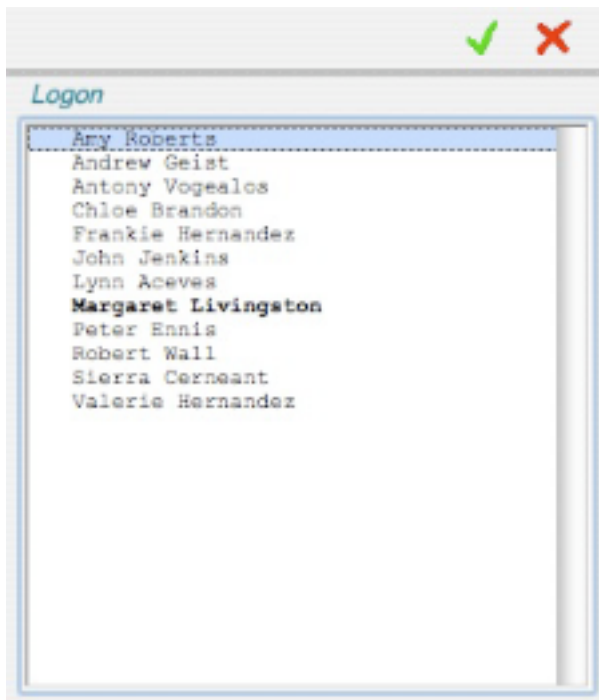 Logon
Amy Roberts
Andrew Geist
Antony Vogealos
Chloe Brandon
Frankie Hernandez
John Jenkins
Lynn Aceves
Margaret Livingston
Peter Ennis
Robert Wall
Sierra Cerneant
Valerie Hernandez